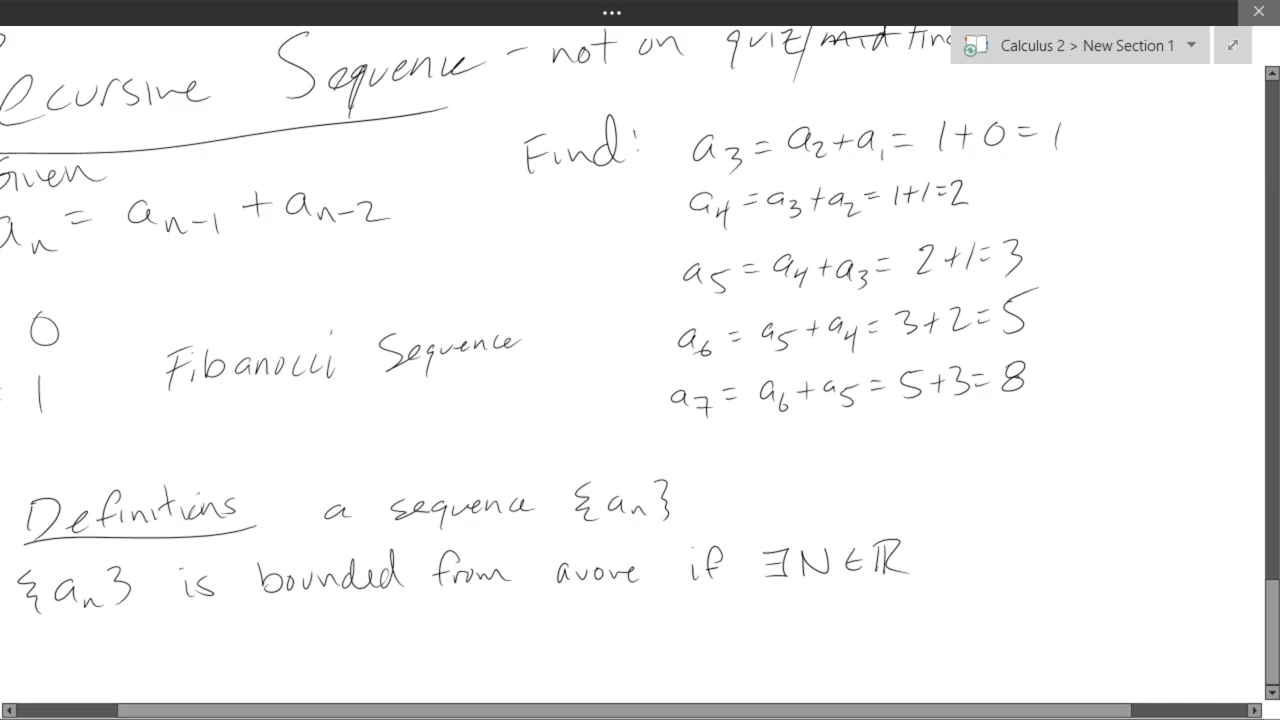 Calculus 2 > New Section 1
ecursive Sequence - not on quiz/mid fin
Given
an = an-1 + an-2
0
= 1
Fibanocci Sequence
Find: a3 = a2 + a1 = 1 + 0 = 1
a4 = a3 + a2 = 1 + 1 = 2
a5 = a4 + a3 = 2 + 1 = 3
a6 = a5 + a4 = 3 + 2 = 5
a7 = a6 + a5 = 5 + 3 = 8
Definitions a sequence {an}
{an} is bounded from avove if ∃N∈ℝ